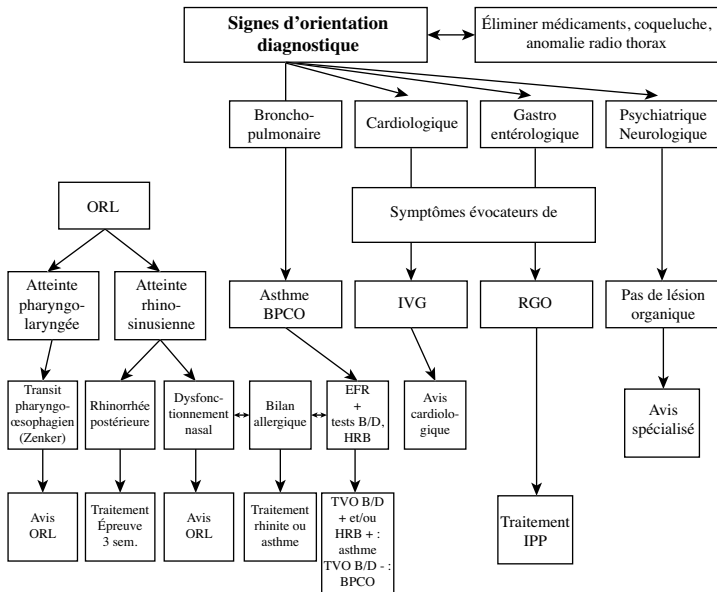 Signes d’orientation
diagnostique
Éliminer médicaments, coqueluche,
anomalie radio thorax
Broncho-
pulmonaire
Cardiologique
Gastro
entérologique
Psychiatrique
Neurologique
ORL
Symptômes évocateurs de
Atteinte
pharyngo-
laryngée
Atteinte
rhino-
sinusienne
Asthme
BPCO
IVG
RGO
Pas de lésion
organique
Transit
pharyngo-
œsophagien
(Zenker)
Rhinorrhée
postérieure
Dysfonc-
ctionnement
nasal
Bilan
allergique
EFR
+
tests B/D,
HRB
Avis
cardiolo-
gique
Avis
spécialisé
Avis
ORL
Traitement
Épreuve
3 sem.
Avis
ORL
Traitement
rhinite ou
asthme
TVO B/D
+ et/ou
HRB + :
asthme
TVO B/D - :
BPCO
Traitement
IPP